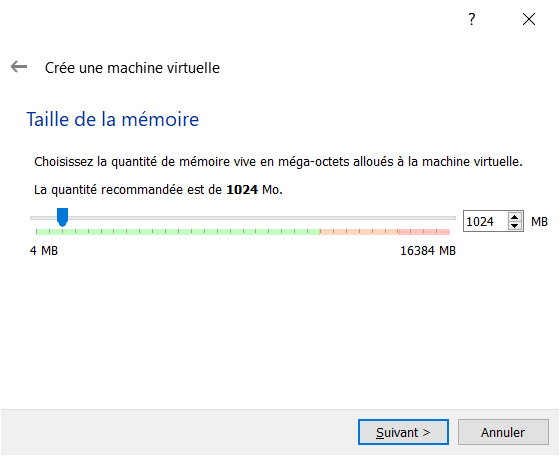 ?
Crée une machine virtuelle
Taille de la mémoire
Choisissez la quantité de mémoire vive en méga-octets alloués à la machine virtuelle.
La quantité recommandée est de 1024 Mo.
1024 MB
4 MB 16384 MB
Suivant > Annuler